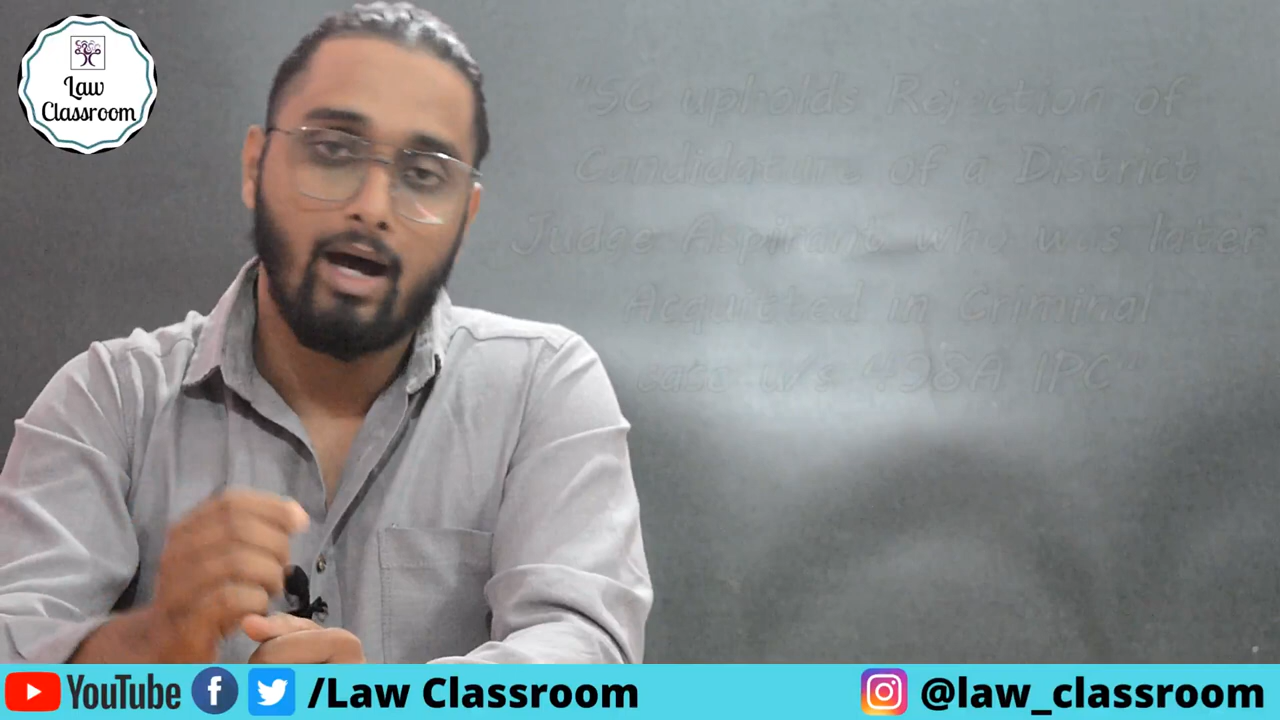 Law
Classroom
"SC upholds Rejection of
Candidature of a District
Judge Aspirant who was later
Acquitted in Criminal
case u/s 498A IPC"
YouTube /Law Classroom
@law_classroom